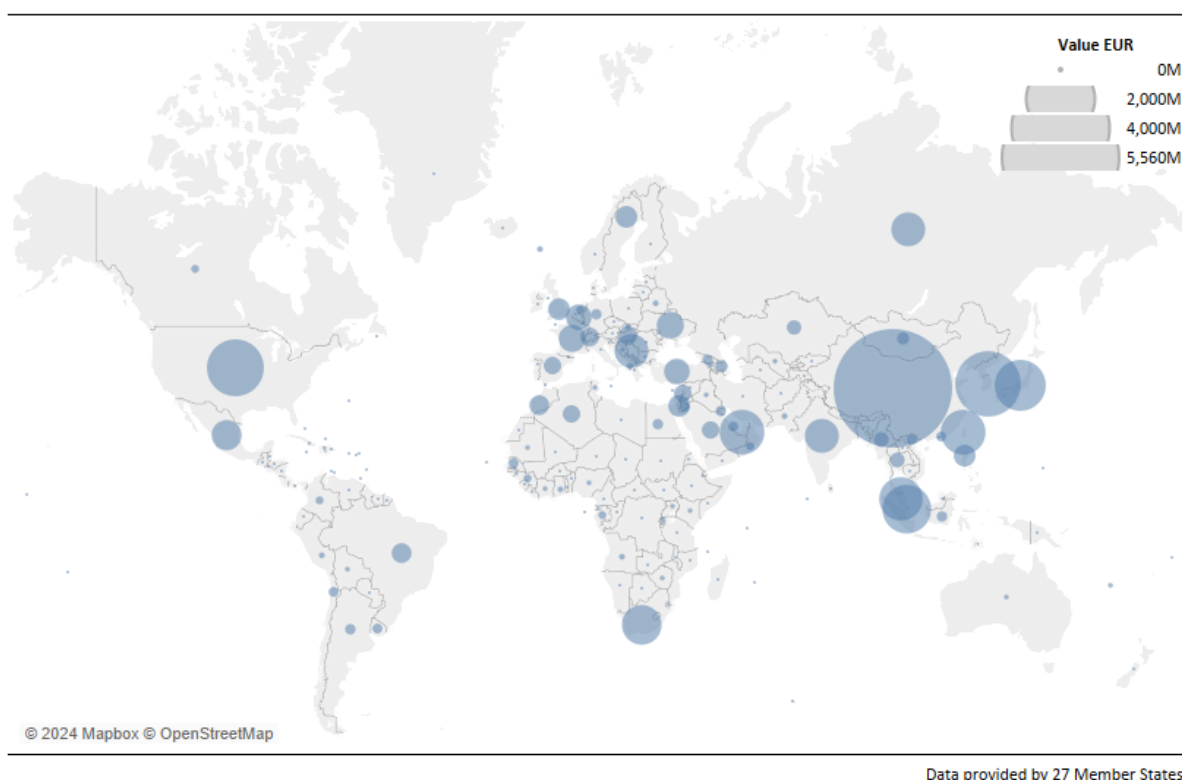 Value EUR
0M
2,000M
4,000M
5,560M
© 2024 Mapbox © OpenStreetMap
Data provided by 27 Member States